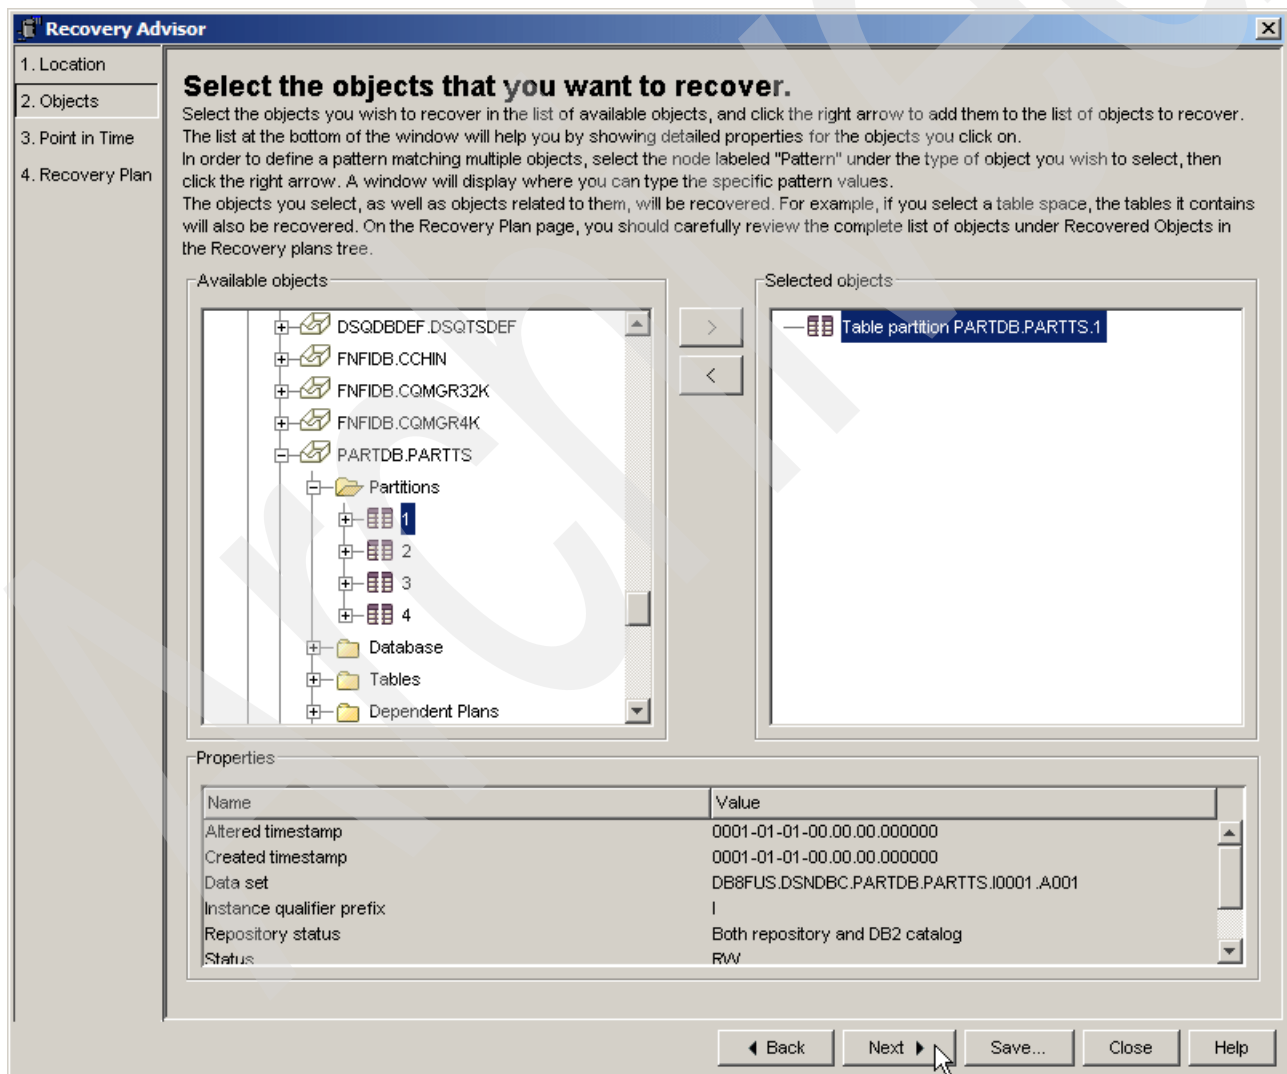 Recovery Advisor
1. Location
2. Objects
3. Point in Time
4. Recovery Plan
Select the objects that you want to recover.
Select the objects you wish to recover in the list of available objects, and click the right arrow to add them to the list of objects to recover.
The list at the bottom of the window will help you by showing detailed properties for the objects you click on.
In order to define a pattern matching multiple objects, select the node labeled "Pattern" under the type of object you wish to select, then
click the right arrow. A window will display where you can type the specific pattern values.
The objects you select, as well as objects related to them, will be recovered. For example, if you select a table space, the tables it contains
will also be recovered. On the Recovery Plan page, you should carefully review the complete list of objects under Recovered Objects in
the Recovery plans tree.
Available objects
DSQDBDEF.DSQTSDEF
FNFIDB.CCHIN
FNFIDB.CQMGR32K
FNFIDB.CQMGR4K
PARTDB.PARTTS
Partitions
1
2
3
4
Database
Tables
Dependent Plans
>
<
Selected objects
Table partition PARTDB.PARTTS.1
Properties
Name Value
Altered timestamp 0001-01-01-00.00.00.000000
Created timestamp 0001-01-01-00.00.00.000000
Data set DB8FUS.DSNDBC.PARTDB.PARTTS.I0001.A001
Instance qualifier prefix I
Repository status Both repository and DB2 catalog
Status RW
Back Next Save... Close Help